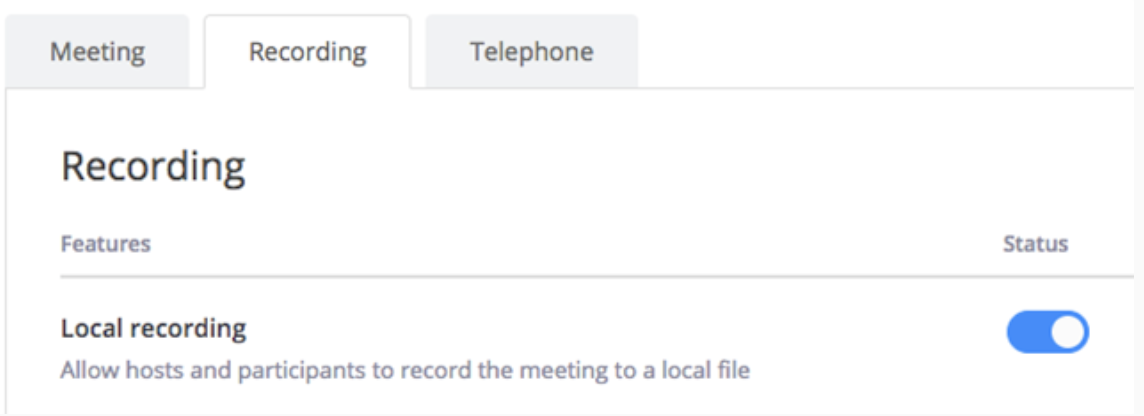 Meeting Recording Telephone
Recording
Features Status
Local recording
Allow hosts and participants to record the meeting to a local file